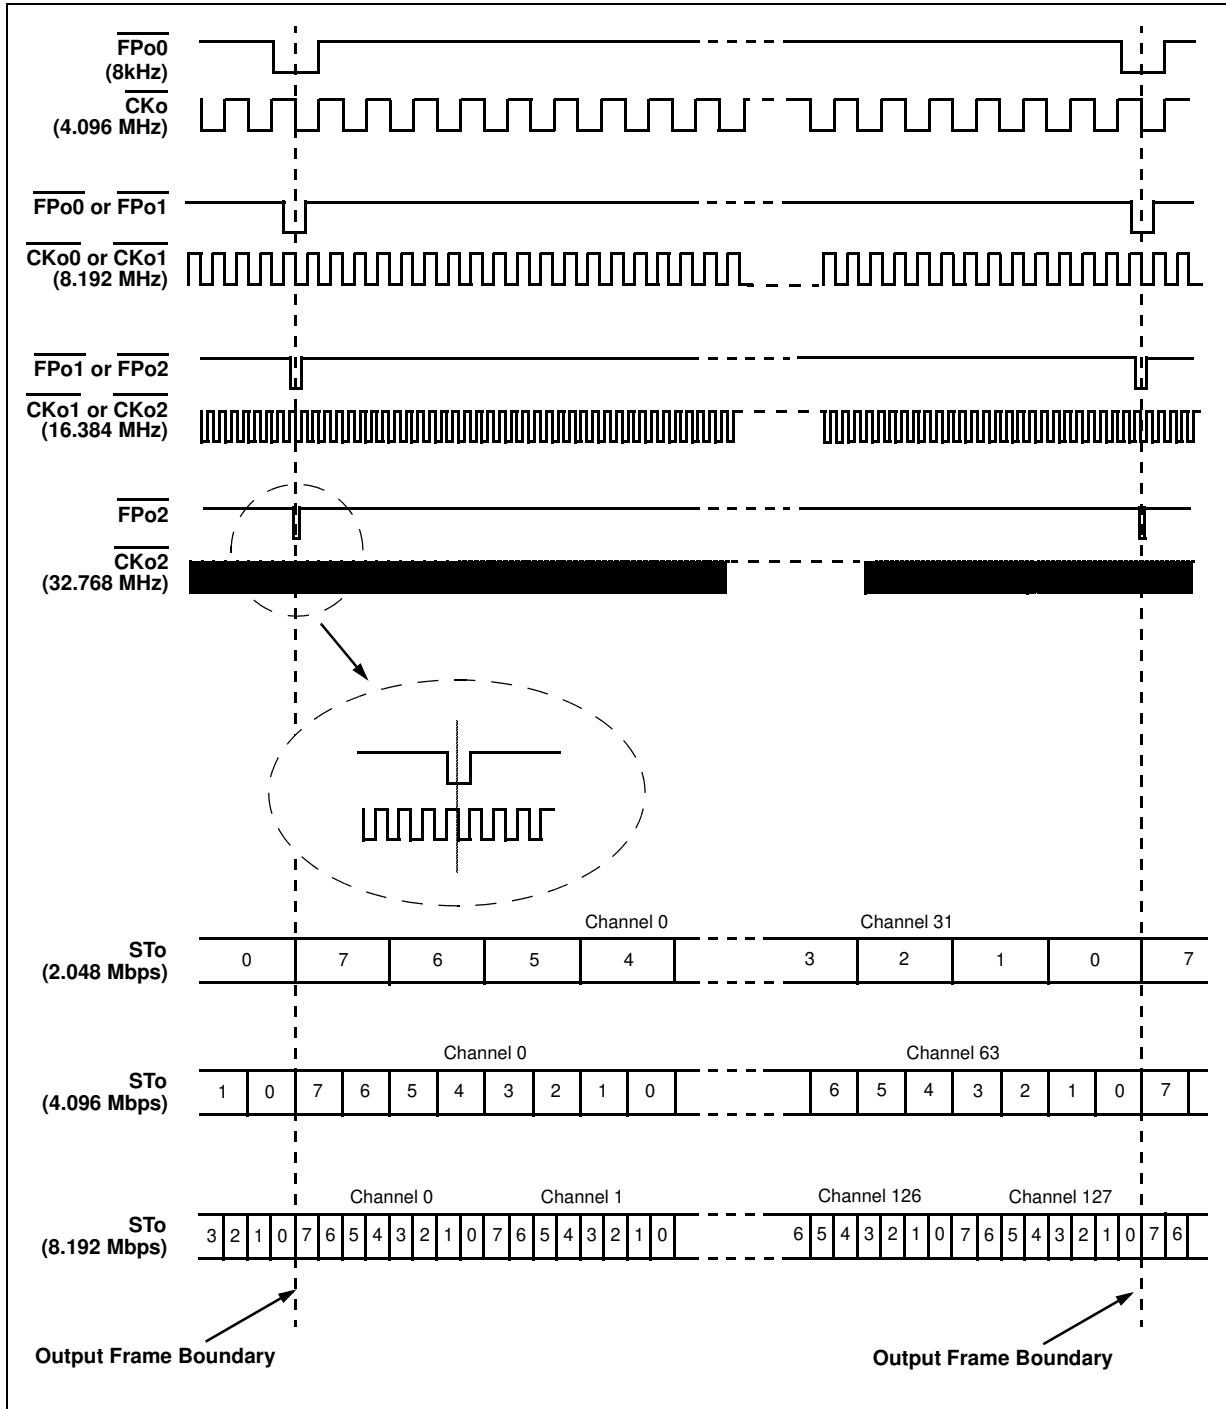 FPo0
(8kHz)
CKo
(4.096 MHz)
FPo0 or FPo1
CKo0 or CKo1
(8.192 MHz)
FPo1 or FPo2
CKo1 or CKo2
(16.384 MHz)
FPo2
CKo2
(32.768 MHz)
Channel 0 Channel 31
STo
(2.048 Mbps)
0 7 6 5 4 3 2 1 0 7
Channel 0 Channel 63
STo
(4.096 Mbps)
1 0 7 6 5 4 3 2 1 0 6 5 4 3 2 1 0 7
Channel 0 Channel 1 Channel 126 Channel 127
STo
(8.192 Mbps)
3 2 1 0 7 6 5 4 3 2 1 0 7 6 5 4 3 2 1 0 6 5 4 3 2 1 0 7 6 5 4 3 2 1 0 7 6
Output Frame Boundary
Output Frame Boundary